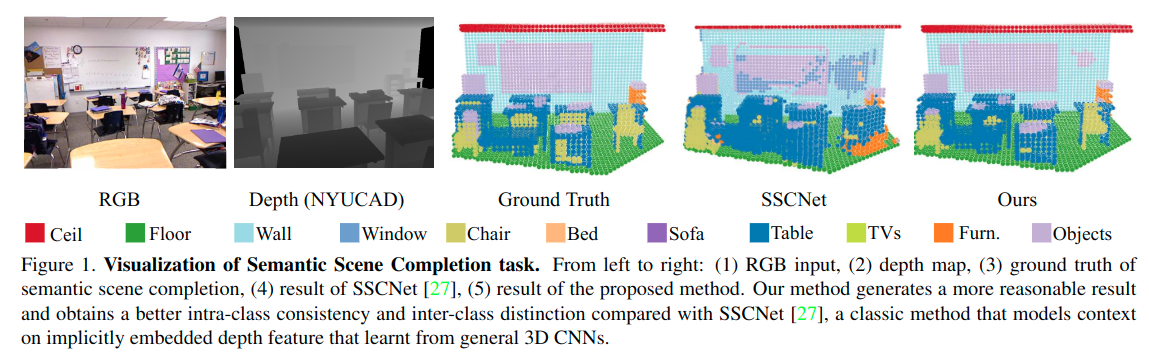 RGB Depth (NYUCAD) Ground Truth SSCNet Ours
Ceil Floor Wall Window Chair Bed Sofa Table TVs Furn. Objects
Figure 1. Visualization of Semantic Scene Completion task. From left to right: (1) RGB input, (2) depth map, (3) ground truth of
semantic scene completion, (4) result of SSCNet [27], (5) result of the proposed method. Our method generates a more reasonable result
and obtains a better intra-class consistency and inter-class distinction compared with SSCNet [27], a classic method that models context
on implicitly embedded depth feature that learnt from general 3D CNNs.